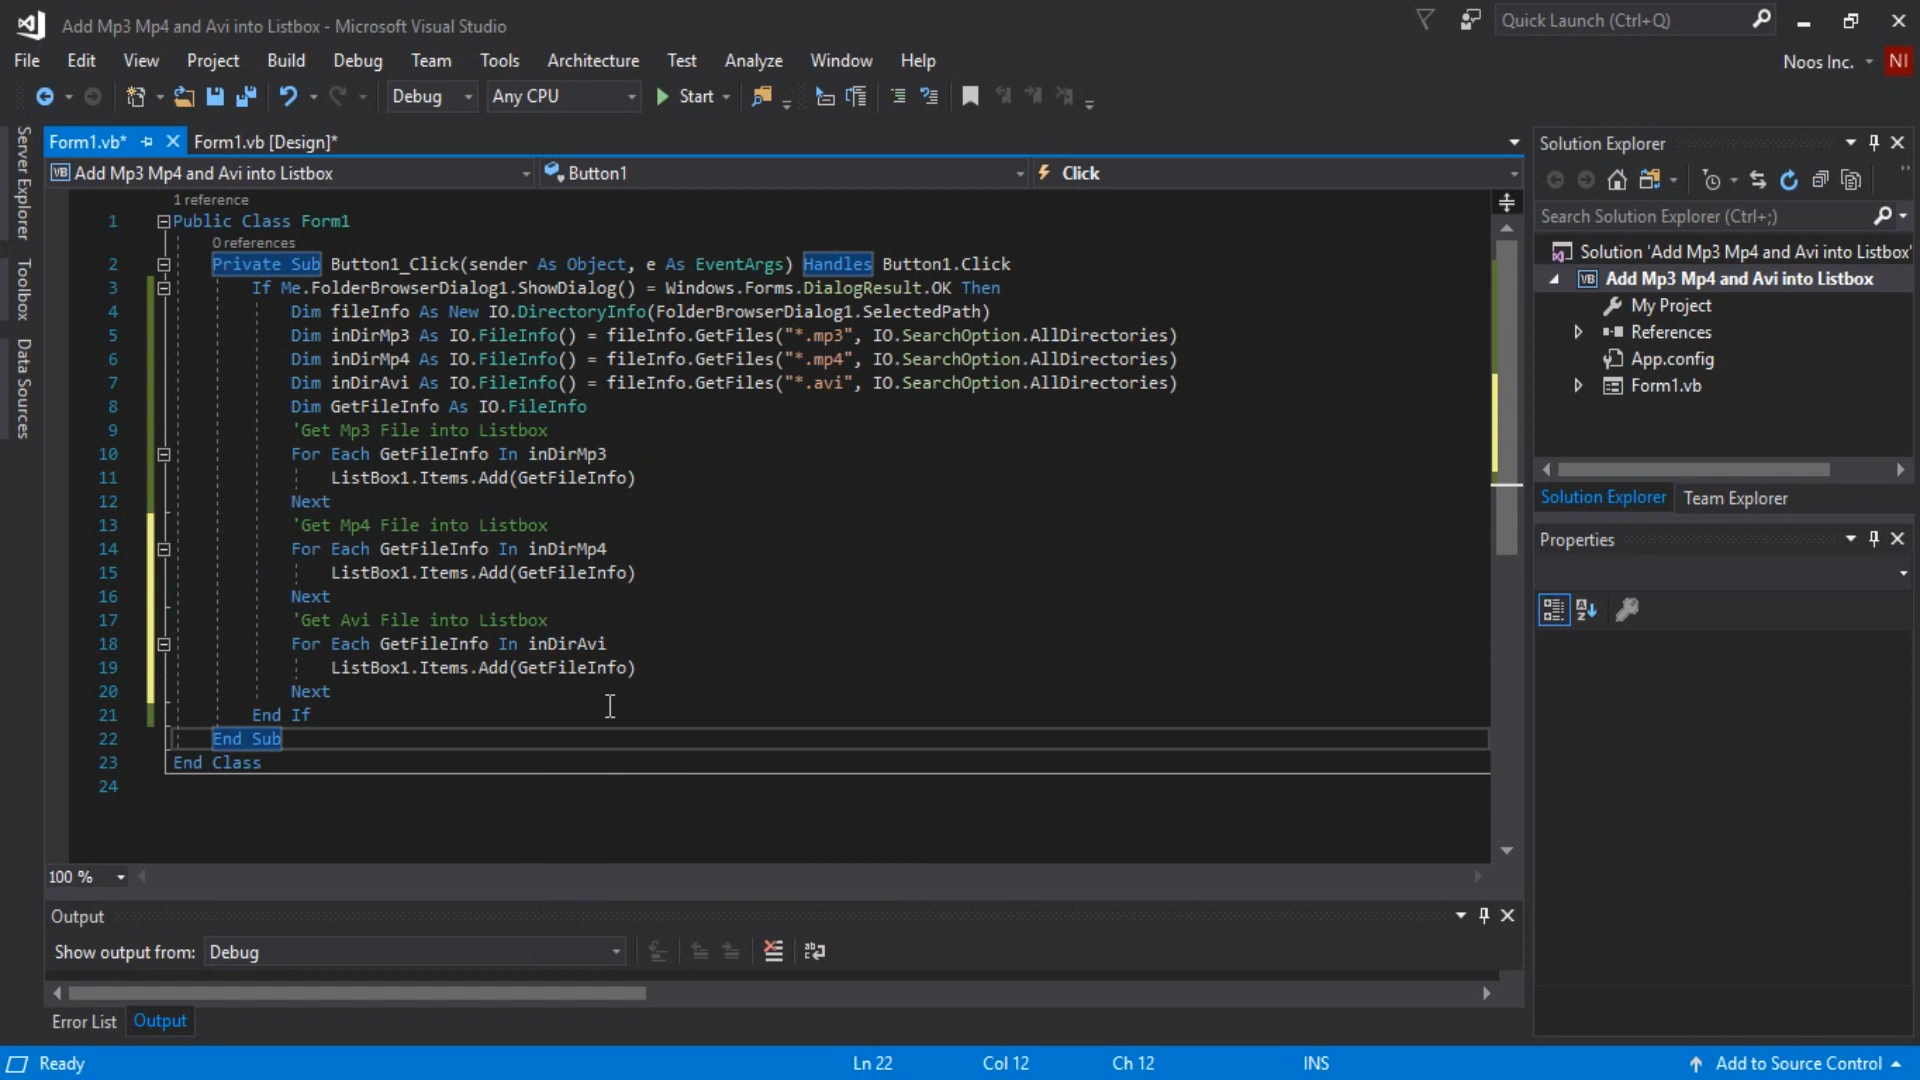 Add Mp3 Mp4 and Avi into Listbox - Microsoft Visual Studio
Quick Launch (Ctrl+Q)
File Edit View Project Build Debug Team Tools Architecture Test Analyze Window Help
Noos Inc. NI
Debug Any CPU Start
Server Explorer
Toolbox
Data Sources
Form1.vb* Form1.vb [Design]*
VB Add Mp3 Mp4 and Avi into Listbox Button1 Click
1 reference
1 Public Class Form1
0 references
2 Private Sub Button1_Click(sender As Object, e As EventArgs) Handles Button1.Click
3 If Me.FolderBrowserDialog1.ShowDialog() = Windows.Forms.DialogResult.OK Then
4 Dim fileInfo As New IO.DirectoryInfo(FolderBrowserDialog1.SelectedPath)
5 Dim inDirMp3 As IO.FileInfo() = fileInfo.GetFiles("*.mp3", IO.SearchOption.AllDirectories)
6 Dim inDirMp4 As IO.FileInfo() = fileInfo.GetFiles("*.mp4", IO.SearchOption.AllDirectories)
7 Dim inDirAvi As IO.FileInfo() = fileInfo.GetFiles("*.avi", IO.SearchOption.AllDirectories)
8 Dim GetFileInfo As IO.FileInfo
9 'Get Mp3 File into Listbox
10 For Each GetFileInfo In inDirMp3
11 ListBox1.Items.Add(GetFileInfo)
12 Next
13 'Get Mp4 File into Listbox
14 For Each GetFileInfo In inDirMp4
15 ListBox1.Items.Add(GetFileInfo)
16 Next
17 'Get Avi File into Listbox
18 For Each GetFileInfo In inDirAvi
19 ListBox1.Items.Add(GetFileInfo)
20 Next
21 End If
22 End Sub
23 End Class
24
100 %
Output
Show output from: Debug
Error List Output
Solution Explorer
Search Solution Explorer (Ctrl+;)
Solution 'Add Mp3 Mp4 and Avi into Listbox'
VB Add Mp3 Mp4 and Avi into Listbox
My Project
References
App.config
Form1.vb
Solution Explorer Team Explorer
Properties
Ready Ln 22 Col 12 Ch 12 INS Add to Source Control